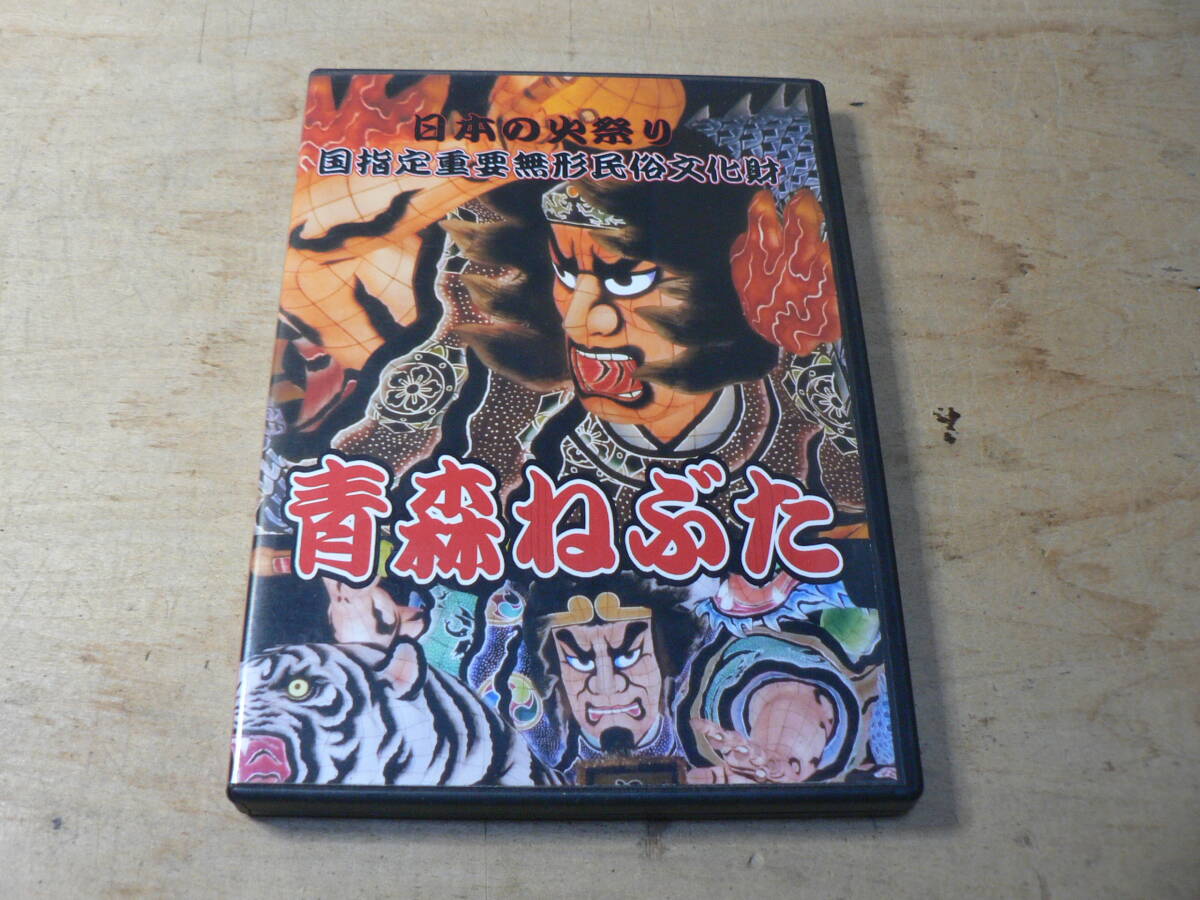 日本の火祭り
国指定重要無形民俗文化財
青森ねぶた